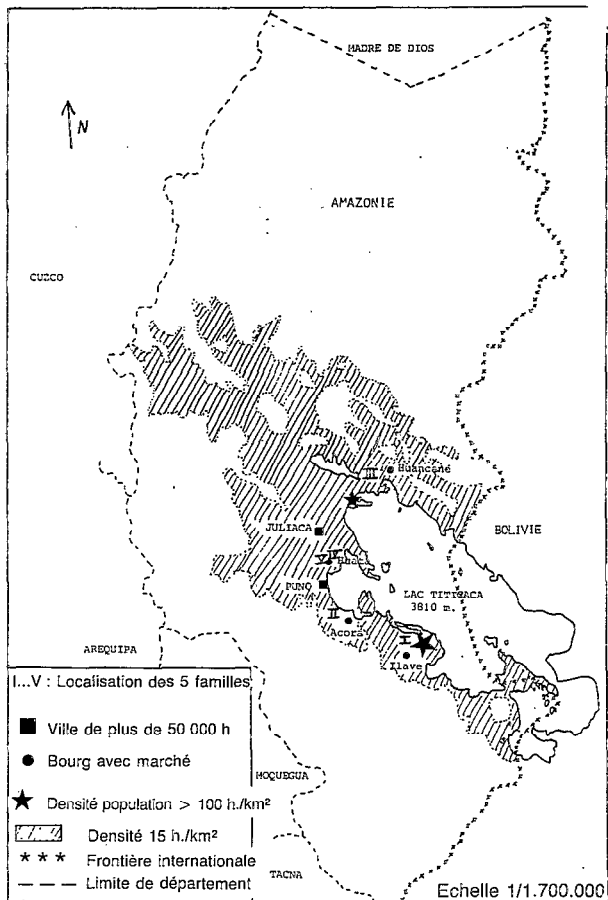 MADRE DE DIOS
N
AMAZONIE
CUZCO
III
Huancané
JULIACA
BOLIVIE
IV
V
PUNO
LAC TITICACA
3810 m.
II
Acora
I
Ilave
AREQUIPA
I...V : Localisation des 5 familles
Ville de plus de 50 000 h
Bourg avec marché
MOQUEGUA
Densité population > 100 h./km²
Densité 15 h./km²
Frontière internationale
Limite de département
TACNA
Echelle 1/1.700.000